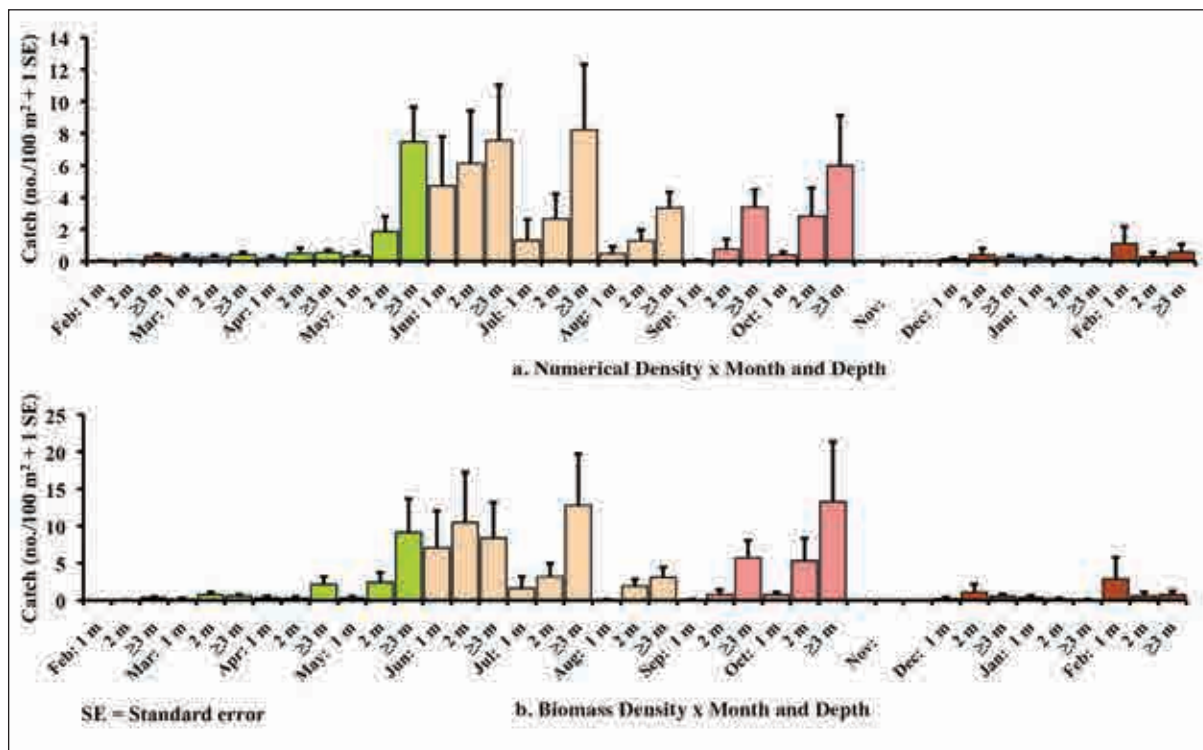 Catch (no./100 m² + 1 SE)
14
12
10
8
6
4
2
0
Feb: 1 m
2 m
≥3 m
Mar: 1 m
2 m
≥3 m
Apr: 1 m
2 m
≥3 m
May: 1 m
2 m
≥3 m
Jun: 1 m
2 m
≥3 m
Jul: 1 m
2 m
≥3 m
Aug: 1 m
2 m
≥3 m
Sep: 1 m
2 m
≥3 m
Oct: 1 m
2 m
≥3 m
Nov:
Dec: 1 m
2 m
≥3 m
Jan: 1 m
2 m
≥3 m
Feb: 1 m
2 m
≥3 m
a. Numerical Density x Month and Depth
Catch (no./100 m² + 1 SE)
25
20
15
10
5
0
Feb: 1 m
2 m
≥3 m
Mar: 1 m
2 m
≥3 m
Apr: 1 m
2 m
≥3 m
May: 1 m
2 m
≥3 m
Jun: 1 m
2 m
≥3 m
Jul: 1 m
2 m
≥3 m
Aug: 1 m
2 m
≥3 m
Sep: 1 m
2 m
≥3 m
Oct: 1 m
2 m
≥3 m
Nov:
Dec: 1 m
2 m
≥3 m
Jan: 1 m
2 m
≥3 m
Feb: 1 m
2 m
≥3 m
SE = Standard error
b. Biomass Density x Month and Depth